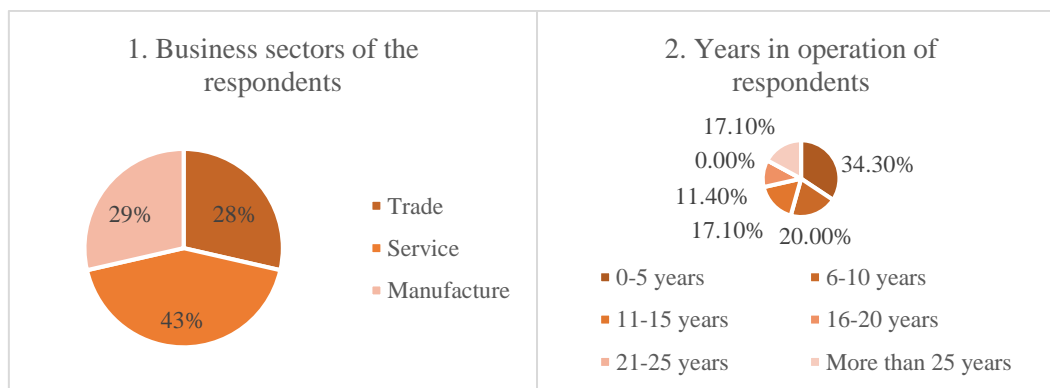 1. Business sectors of the
respondents
29%
28%
43%
Trade
Service
Manufacture
2. Years in operation of
respondents
17.10%
0.00%
34.30%
11.40%
17.10%
20.00%
0-5 years
6-10 years
11-15 years
16-20 years
21-25 years
More than 25 years